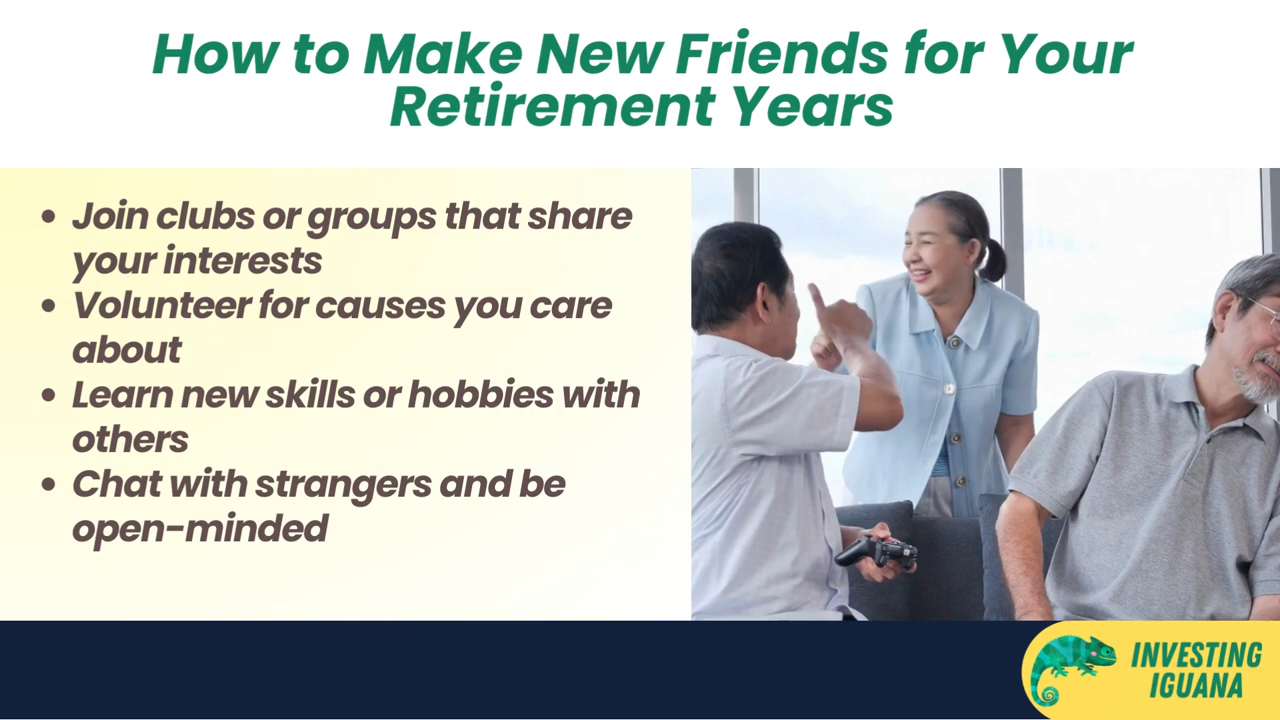 How to Make New Friends for Your
Retirement Years
• Join clubs or groups that share
your interests
• Volunteer for causes you care
about
• Learn new skills or hobbies with
others
• Chat with strangers and be
open-minded
INVESTING
IGUANA